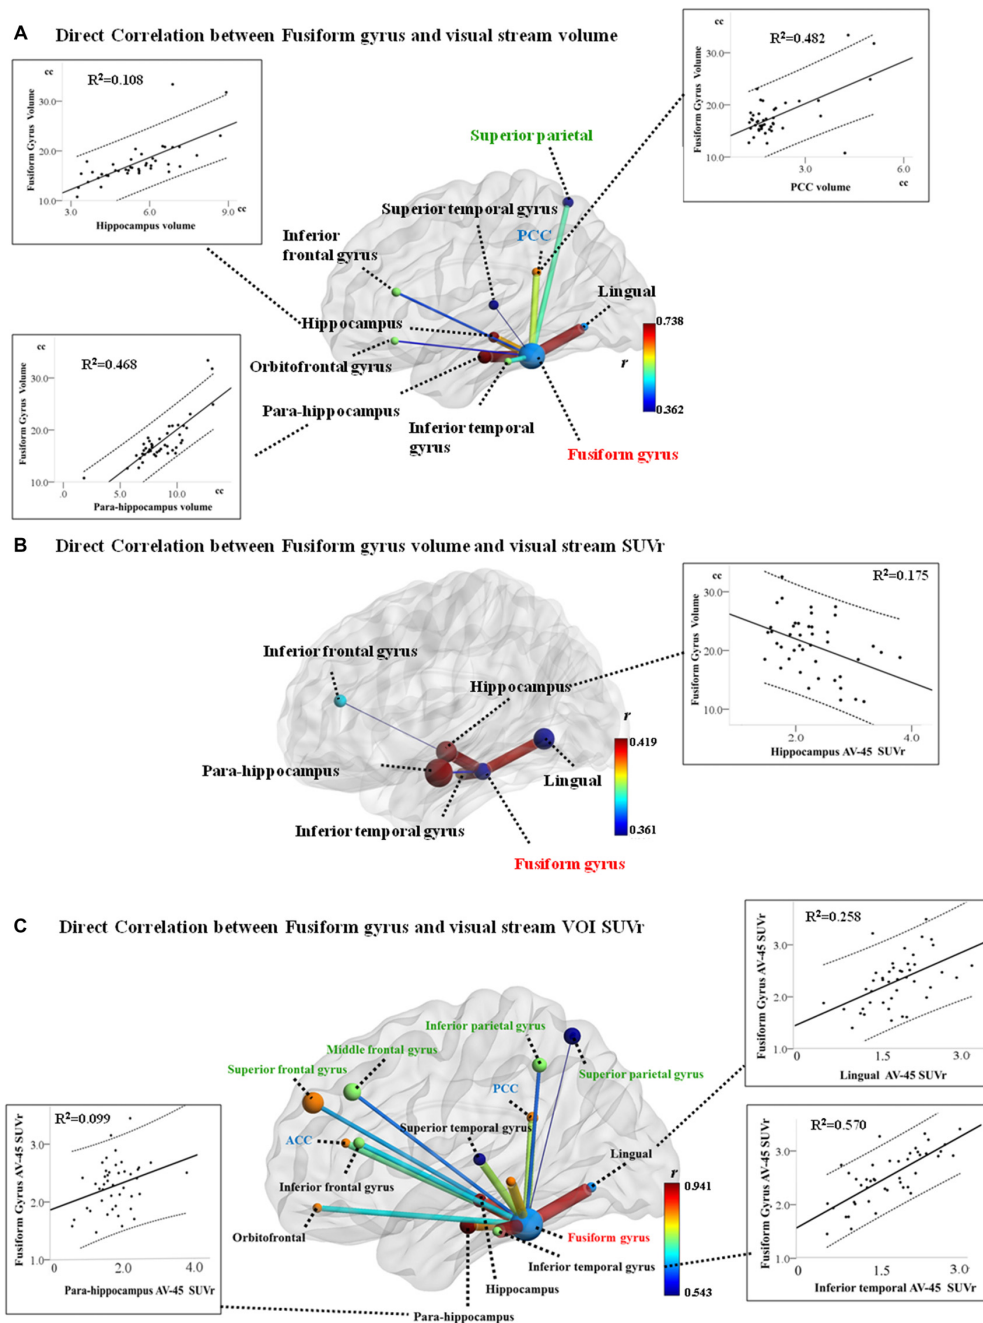 A Direct Correlation between Fusiform gyrus and visual stream volume
cc
R²=0.108
Fusiform Gyrus Volume
30.0
20.0
10.0
3.0 6.0 9.0 cc
Hippocampus volume
cc
R²=0.482
Fusiform Gyrus Volume
30.0
20.0
10.0
3.0 6.0
PCC volume cc
Superior parietal
Superior temporal gyrus
PCC
Inferior
frontal gyrus
Lingual
Hippocampus
Orbitofrontal gyrus
Para-hippocampus
Inferior temporal
gyrus
Fusiform gyrus
0.738
r
0.362
cc
R²=0.468
Fusiform Gyrus Volume
30.0
20.0
10.0
.0 5.0 10.0 cc
Para-hippocampus volume
B Direct Correlation between Fusiform gyrus volume and visual stream SUVr
Inferior frontal gyrus
Hippocampus
Para-hippocampus
Lingual
Inferior temporal gyrus
Fusiform gyrus
r
0.419
0.361
cc
R²=0.175
Fusiform Gyrus Volume
30.0
20.0
10.0
2.0 4.0
Hippocampus AV-45 SUVr
C Direct Correlation between Fusiform gyrus and visual stream VOI SUVr
R²=0.258
Fusiform Gyrus AV-45 SUVr
3.0
2.0
1.0
0 1.5 3.0
Lingual AV-45 SUVr
Inferior parietal gyrus
Middle frontal gyrus
Superior frontal gyrus
Superior parietal gyrus
PCC
Superior temporal gyrus
ACC
Lingual
Inferior frontal gyrus
Orbitofrontal
Fusiform gyrus
Inferior temporal gyrus
Hippocampus
Para-hippocampus
r
0.941
0.543
R²=0.099
Fusiform Gyrus AV-45 SUVr
3.0
2.0
1.0
0 2.0 4.0
Para-hippocampus AV-45 SUVr
R²=0.570
Fusiform Gyrus AV-45 SUVr
3.0
2.0
1.0
0 1.5 3.0
Inferior temporal AV-45 SUVr